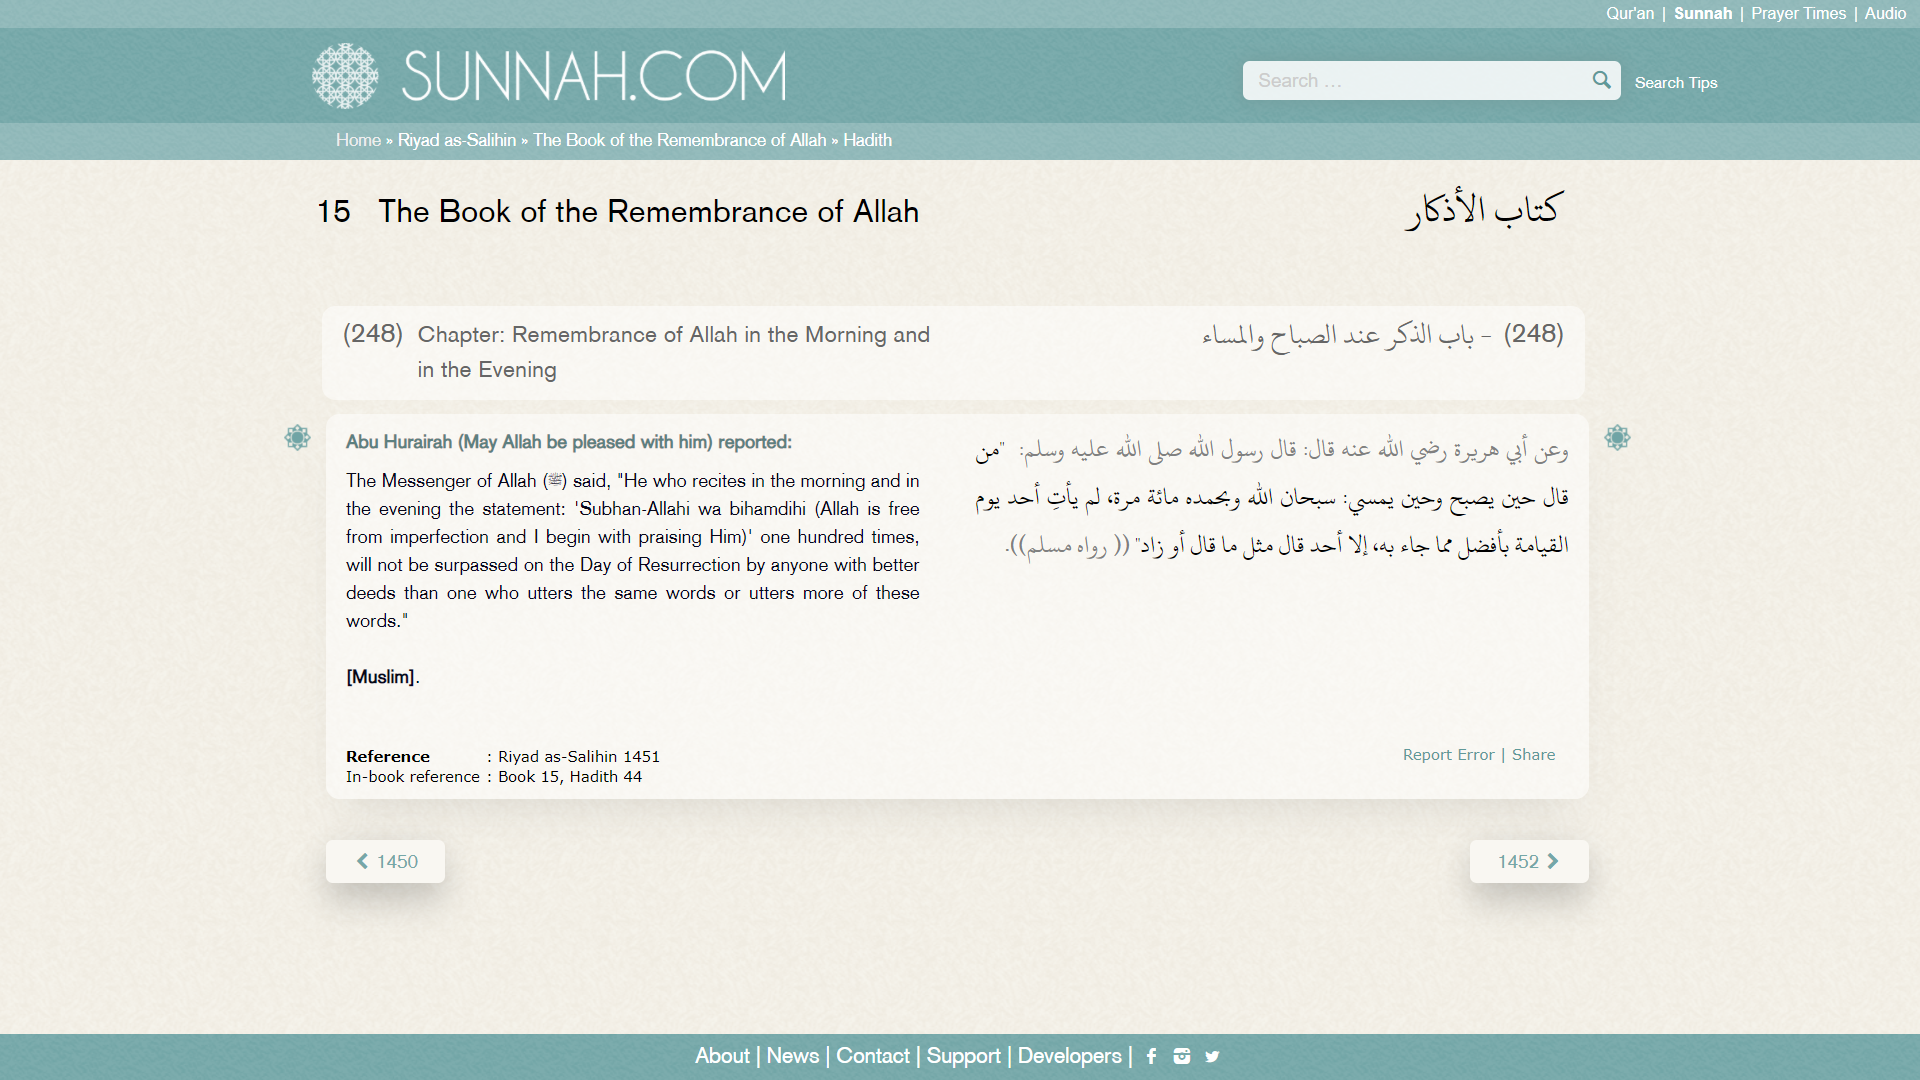 Qur'an | Sunnah | Prayer Times | Audio
SUNNAH.COM
Search ...
Search Tips
Home » Riyad as-Salihin » The Book of the Remembrance of Allah » Hadith
15 The Book of the Remembrance of Allah
كتاب الأذكار
(248) Chapter: Remembrance of Allah in the Morning and
in the Evening
(248) – باب الذكر عند الصباح والمساء
Abu Hurairah (May Allah be pleased with him) reported:
The Messenger of Allah (ﷺ) said, "He who recites in the morning and in
the evening the statement: 'Subhan-Allahi wa bihamdihi (Allah is free
from imperfection and I begin with praising Him)' one hundred times,
will not be surpassed on the Day of Resurrection by anyone with better
deeds than one who utters the same words or utters more of these
words."
[Muslim].
وعن أبي هريرة رضي الله عنه قال: قال رسول الله صلى الله عليه وسلم: "من
قال حين يصبح وحين يمسي: سبحان الله وبحمده مائة مرة، لم يأتِ أحد يوم
القيامة بأفضل مما جاء به، إلا أحد قال مثل ما قال أو زاد" (( رواه مسلم)).
Reference : Riyad as-Salihin 1451
In-book reference : Book 15, Hadith 44
Report Error | Share
1450
1452
About | News | Contact | Support | Developers |